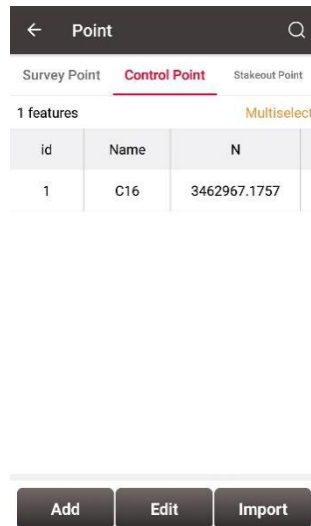 Point
Survey Point Control Point Stakeout Point
1 features Multiselect
id Name N
1 C16 3462967.1757
Add Edit Import